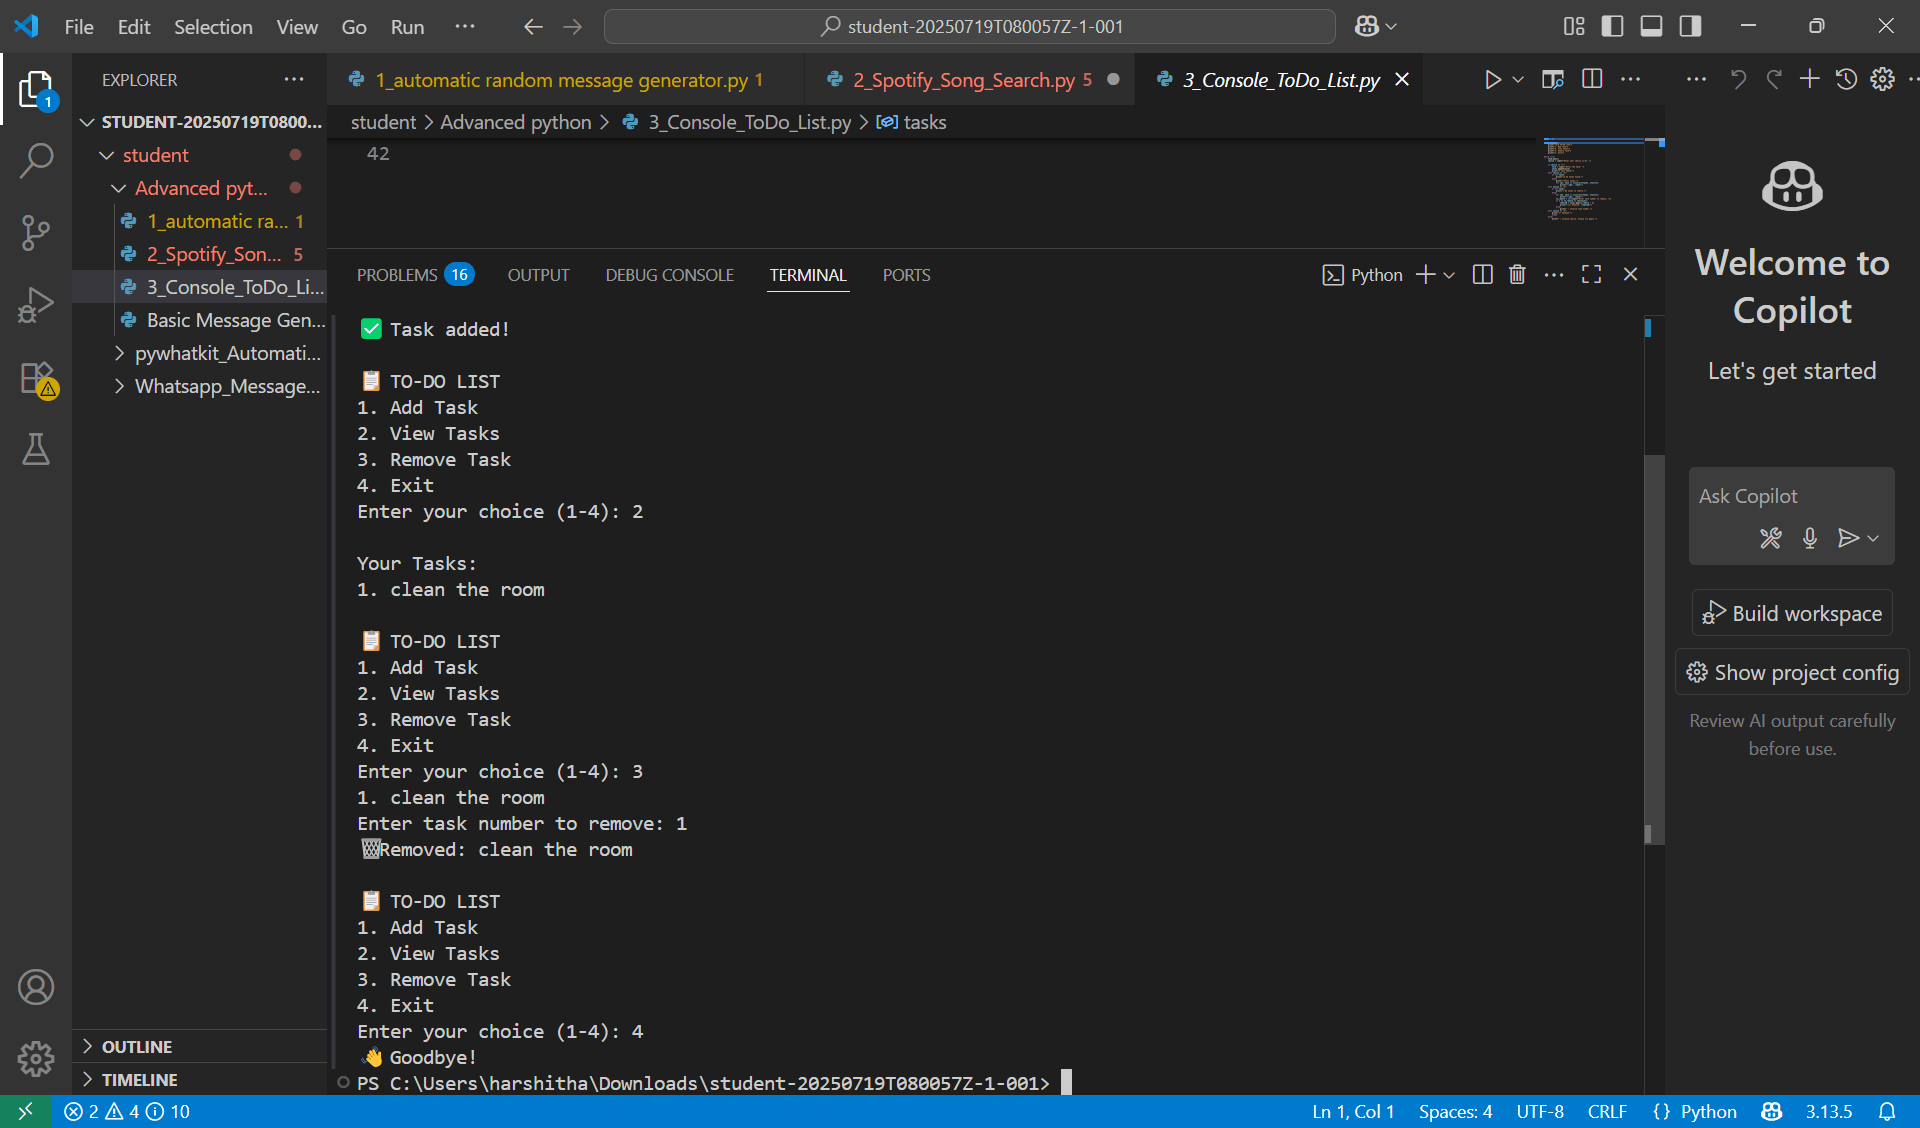 File Edit Selection View Go Run ···
student-20250719T080057Z-1-001
EXPLORER
1
STUDENT-20250719T0800...
student
Advanced pyt...
1_automatic ra... 1
2_Spotify_Son... 5
3_Console_ToDo_Li...
Basic Message Gen...
pywhatkit_Automati...
Whatsapp_Message...
OUTLINE
TIMELINE
1_automatic random message generator.py 1
2_Spotify_Song_Search.py 5
3_Console_ToDo_List.py
student > Advanced python > 3_Console_ToDo_List.py > tasks
42
PROBLEMS 16 OUTPUT DEBUG CONSOLE TERMINAL PORTS
Python
✅ Task added!
📋 TO-DO LIST
1. Add Task
2. View Tasks
3. Remove Task
4. Exit
Enter your choice (1-4): 2
Your Tasks:
1. clean the room
📋 TO-DO LIST
1. Add Task
2. View Tasks
3. Remove Task
4. Exit
Enter your choice (1-4): 3
1. clean the room
Enter task number to remove: 1
🗑Removed: clean the room
📋 TO-DO LIST
1. Add Task
2. View Tasks
3. Remove Task
4. Exit
Enter your choice (1-4): 4
👋 Goodbye!
PS C:\Users\harshitha\Downloads\student-20250719T080057Z-1-001>
Welcome to
Copilot
Let's get started
Ask Copilot
Build workspace
Show project config
Review AI output carefully
before use.
2 4 10
Ln 1, Col 1 Spaces: 4 UTF-8 CRLF {} Python 3.13.5